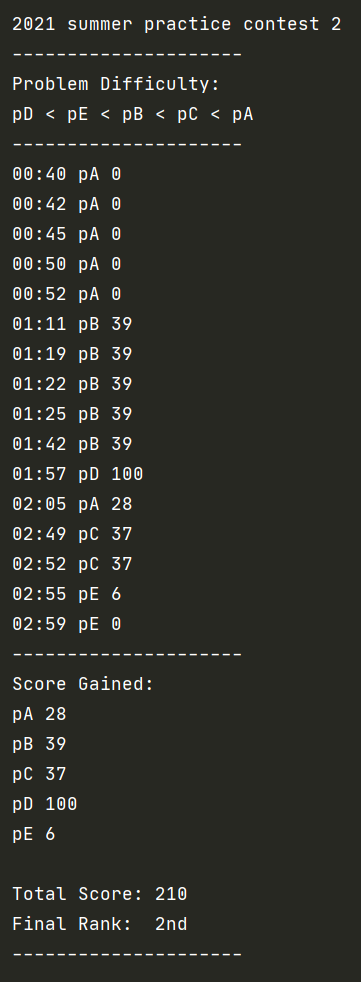 2021 summer practice contest 2
---------------------
Problem Difficulty:
pD < pE < pB < pC < pA
---------------------
00:40 pA 0
00:42 pA 0
00:45 pA 0
00:50 pA 0
00:52 pA 0
01:11 pB 39
01:19 pB 39
01:22 pB 39
01:25 pB 39
01:42 pB 39
01:57 pD 100
02:05 pA 28
02:49 pC 37
02:52 pC 37
02:55 pE 6
02:59 pE 0
---------------------
Score Gained:
pA 28
pB 39
pC 37
pD 100
pE 6

Total Score: 210
Final Rank:  2nd
---------------------